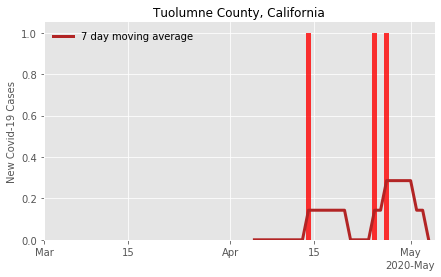 Tuolumne County, California
7 day moving average
New Covid-19 Cases
1.0
0.8
0.6
0.4
0.2
0.0
Mar 15 Apr 15 May
2020-May